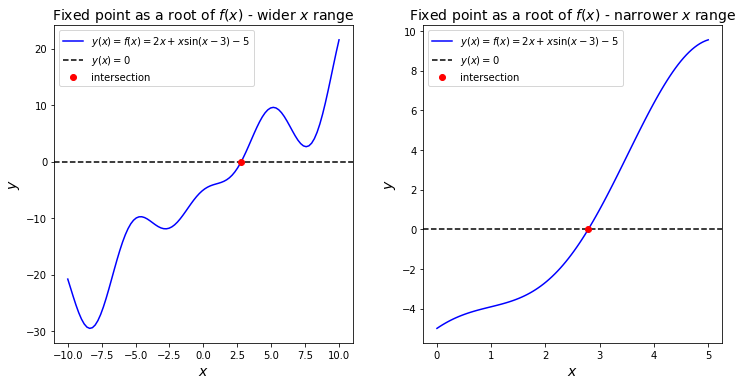 Fixed point as a root of f(x) - wider x range
y(x) = f(x) = 2x + xsin(x − 3) − 5
y(x) = 0
intersection
20
10
0
−10
−20
−30
y
−10.0 −7.5 −5.0 −2.5 0.0 2.5 5.0 7.5 10.0
x
Fixed point as a root of f(x) - narrower x range
y(x) = f(x) = 2x + xsin(x − 3) − 5
y(x) = 0
intersection
10
8
6
4
2
0
−2
−4
y
0 1 2 3 4 5
x